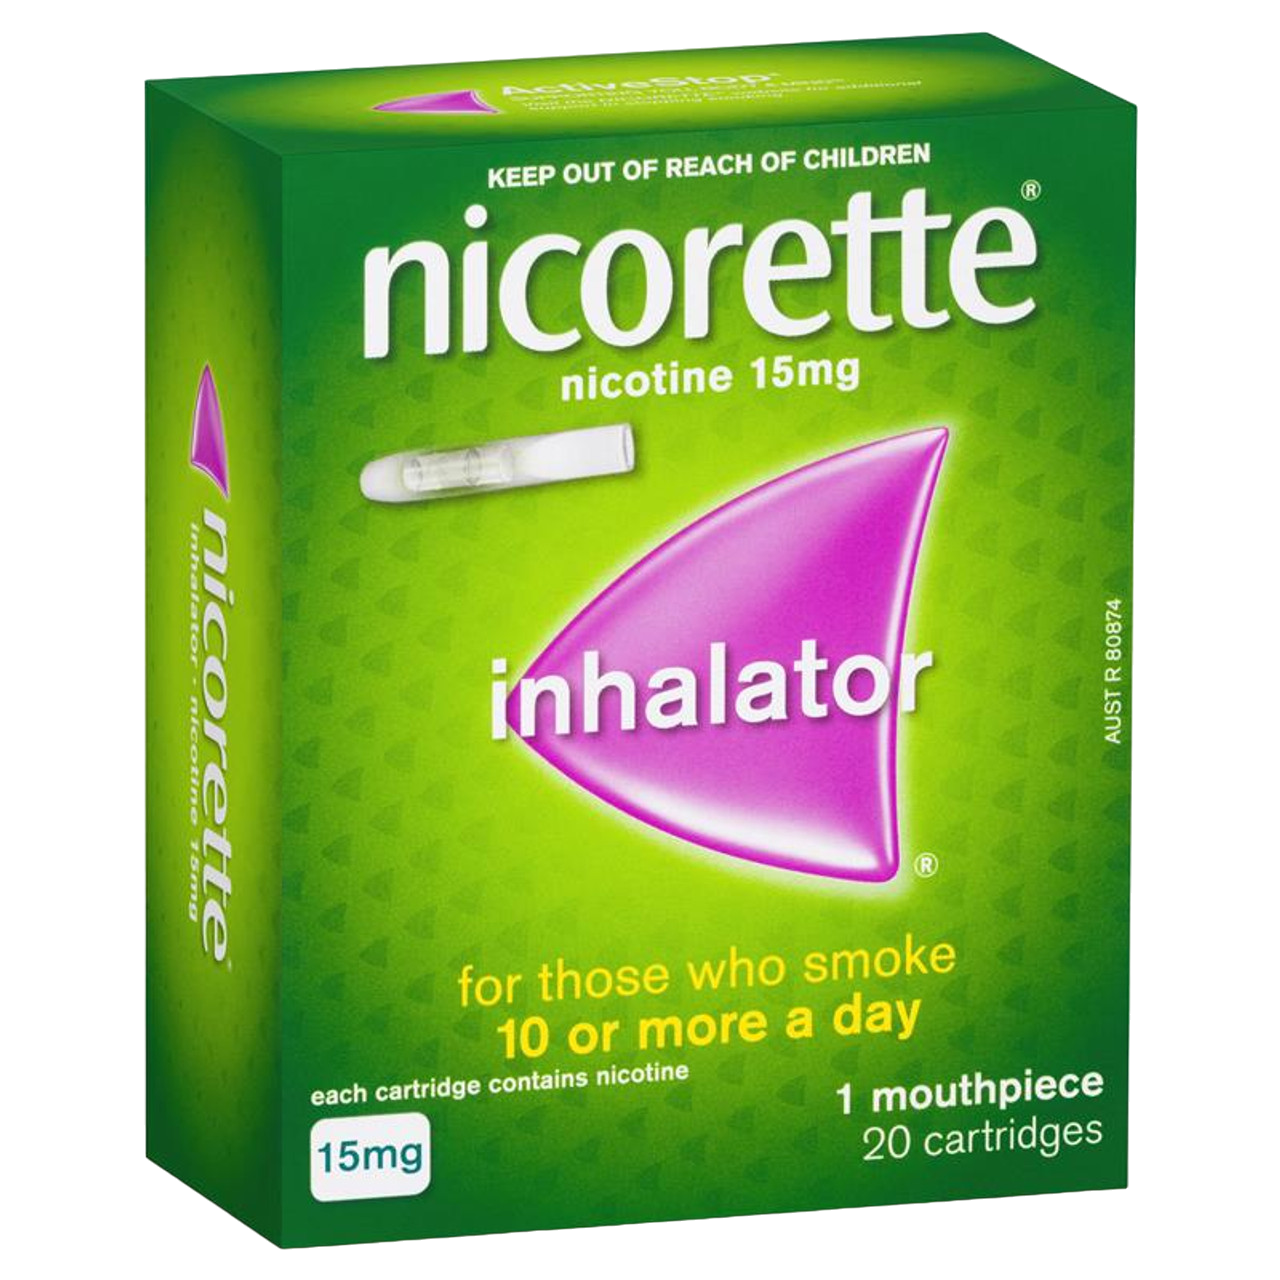 ActiveStop®
KEEP OUT OF REACH OF CHILDREN
nicorette®
nicotine 15mg
inhalator
®
for those who smoke
10 or more a day
each cartridge contains nicotine
15mg
1 mouthpiece
20 cartridges
AUST R 80874
nicorette®
inhalator • nicotine 15mg